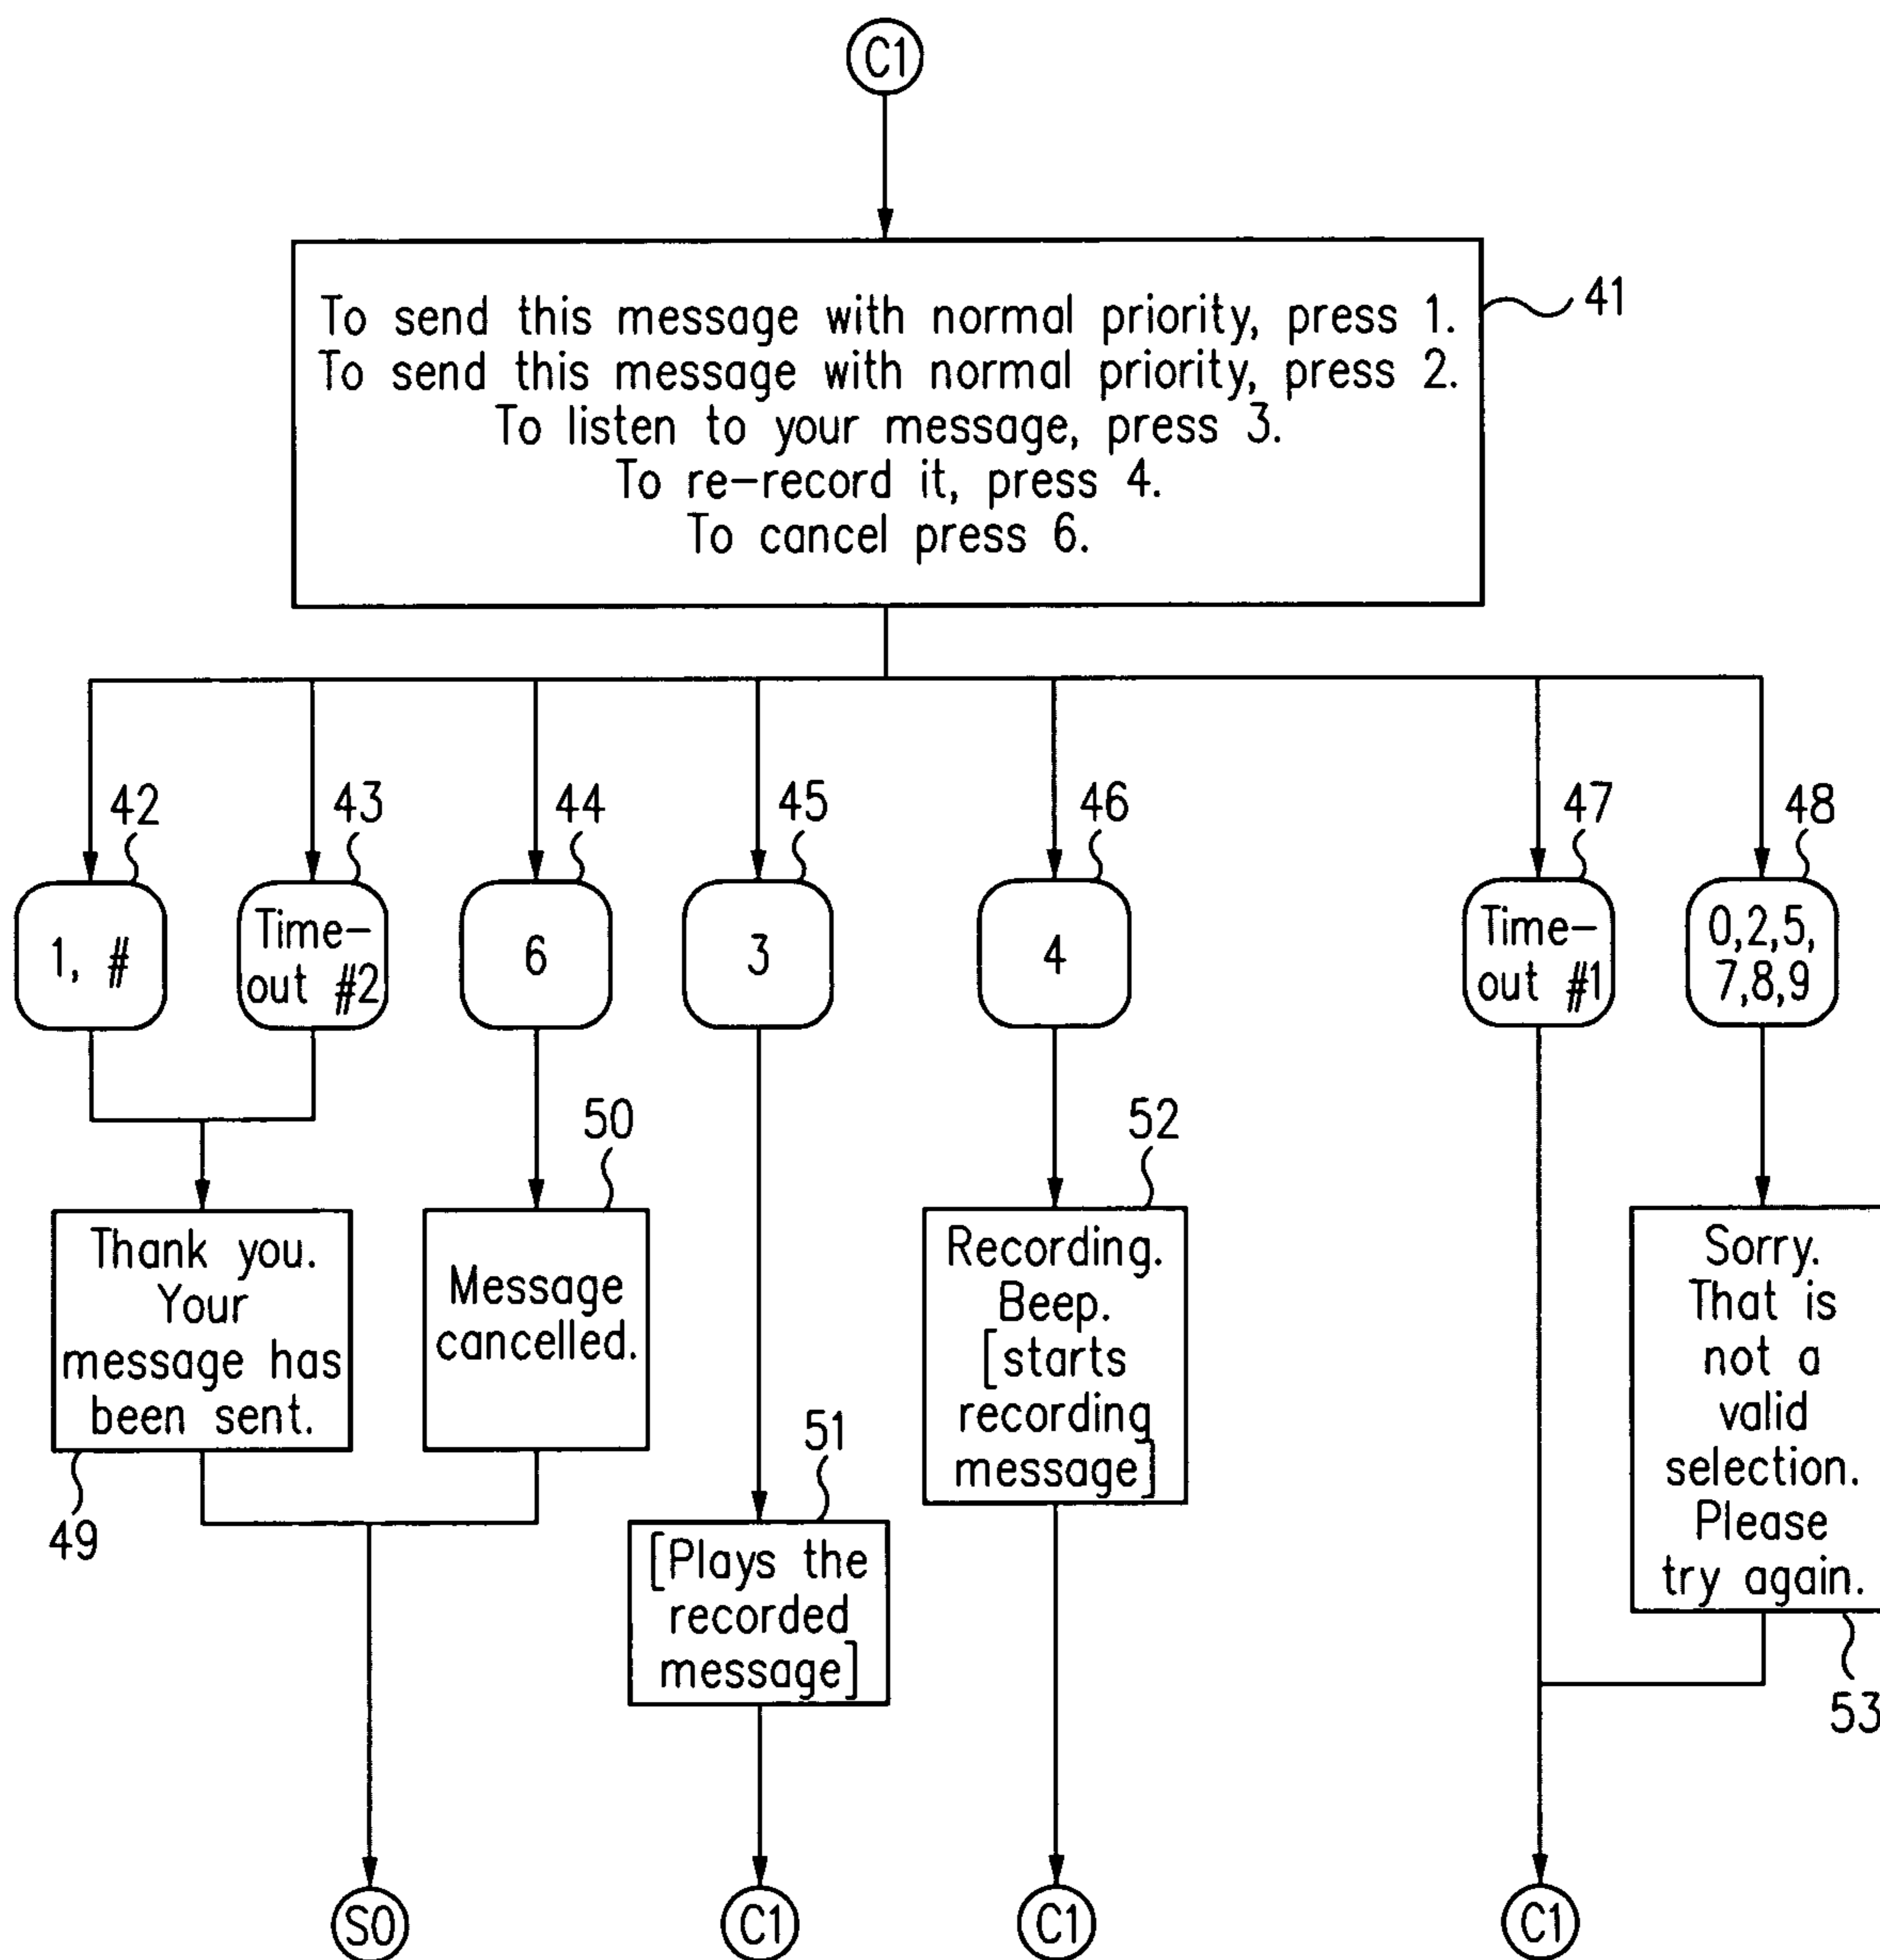 C1
To send this message with normal priority, press 1.
To send this message with normal priority, press 2.
To listen to your message, press 3.
To re-record it, press 4.
To cancel press 6.
41
42
43
44
45
46
47
48
1, #
Time-
out #2
6
3
4
Time-
out #1
0,2,5,
7,8,9
50
52
Thank you.
Your
message has
been sent.
49
Message
cancelled.
51
[Plays the
recorded
message]
Recording.
Beep.
[starts
recording
message]
Sorry.
That is
not a
valid
selection.
Please
try again.
53
S0
C1
C1
C1